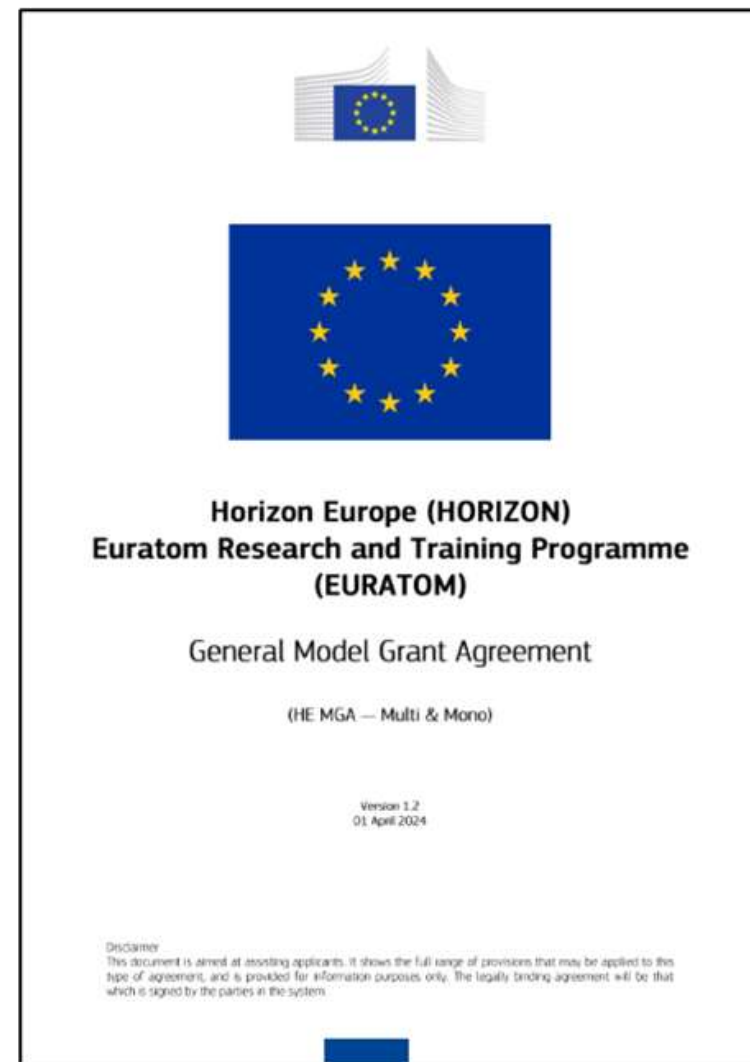 Horizon Europe (HORIZON)
Euratom Research and Training Programme
(EURATOM)
General Model Grant Agreement
(HE MGA — Multi & Mono)
Version 1.2
01 April 2024
Disclaimer
This document is aimed at assisting applicants. It shows the full range of provisions that may be applied to this
type of agreement, and is provided for information purposes only. The legally binding agreement will be that
which is signed by the parties in the system.